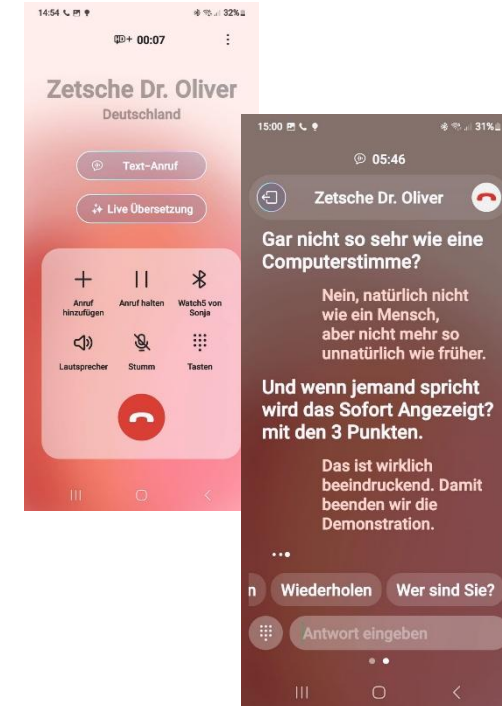 14:54
32%
HD+ 00:07
Zetsche Dr. Oliver
Deutschland
Text-Anruf
Live Übersetzung
Anruf
hinzufügen
Anruf halten
Watch5 von
Sonja
Lautsprecher
Stumm
Tasten
15:00
31%
05:46
Zetsche Dr. Oliver
Gar nicht so sehr wie eine
Computerstimme?
Nein, natürlich nicht
wie ein Mensch,
aber nicht mehr so
unnatürlich wie früher.
Und wenn jemand spricht
wird das Sofort Angezeigt?
mit den 3 Punkten.
Das ist wirklich
beeindruckend. Damit
beenden wir die
Demonstration.
...
n
Wiederholen
Wer sind Sie?
Antwort eingeben